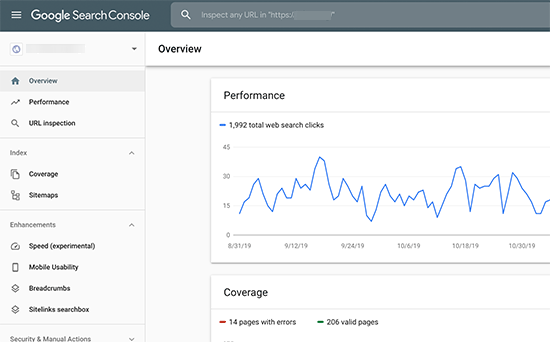 Google Search Console
Inspect any URL in "https:/ /"
Overview
Overview
Performance
URL inspection
Index
Coverage
Sitemaps
Enhancements
Speed (experimental)
Mobile Usability
Breadcrumbs
Sitelinks searchbox
Security & Manual Actions
Performance
1,992 total web search clicks
45
30
15
0
8/31/19 9/12/19 9/24/19 10/6/19 10/18/19 10/30/19
Coverage
14 pages with errors 206 valid pages